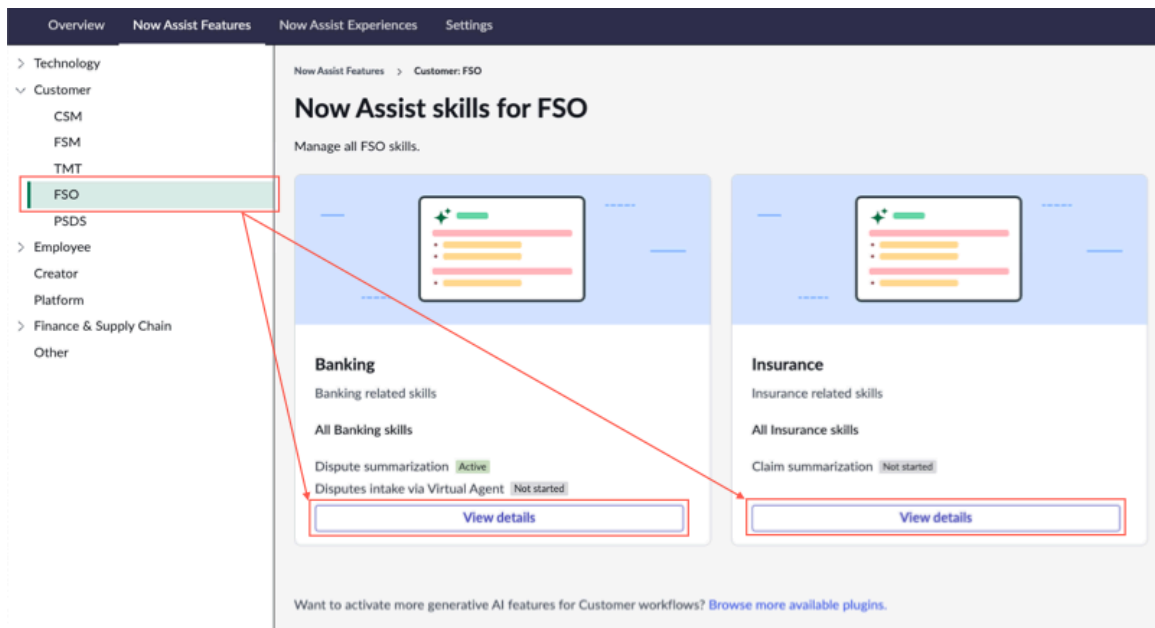 Overview Now Assist Features Now Assist Experiences Settings
Technology
Customer
CSM
FSM
TMT
FSO
PSDS
Employee
Creator
Platform
Finance & Supply Chain
Other
Now Assist Features > Customer: FSO
Now Assist skills for FSO
Manage all FSO skills.
Banking
Banking related skills
All Banking skills
Dispute summarization Active
Disputes intake via Virtual Agent Not started
View details
Insurance
Insurance related skills
All Insurance skills
Claim summarization Not started
View details
Want to activate more generative AI features for Customer workflows? Browse more available plugins.